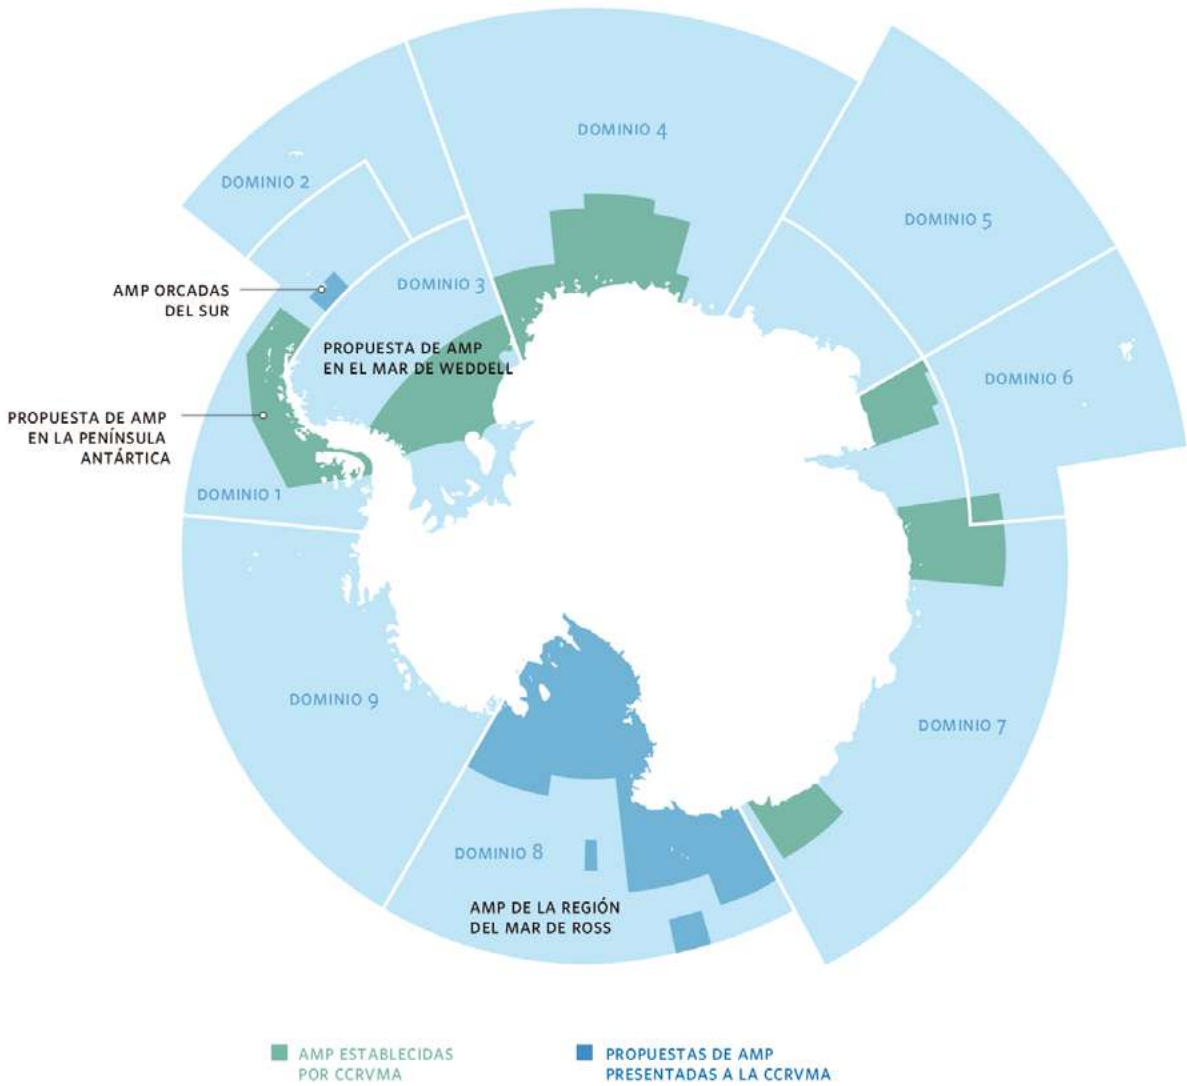 DOMINIO 4
DOMINIO 2
DOMINIO 5
AMP ORCADAS
DEL SUR
DOMINIO 3
PROPUESTA DE AMP
EN EL MAR DE WEDDELL
DOMINIO 6
PROPUESTA DE AMP
EN LA PENÍNSULA
ANTÁRTICA
DOMINIO 1
DOMINIO 9
DOMINIO 7
DOMINIO 8
AMP DE LA REGIÓN
DEL MAR DE ROSS
AMP ESTABLECIDAS
POR CCRVMA
PROPUESTAS DE AMP
PRESENTADAS A LA CCRVMA